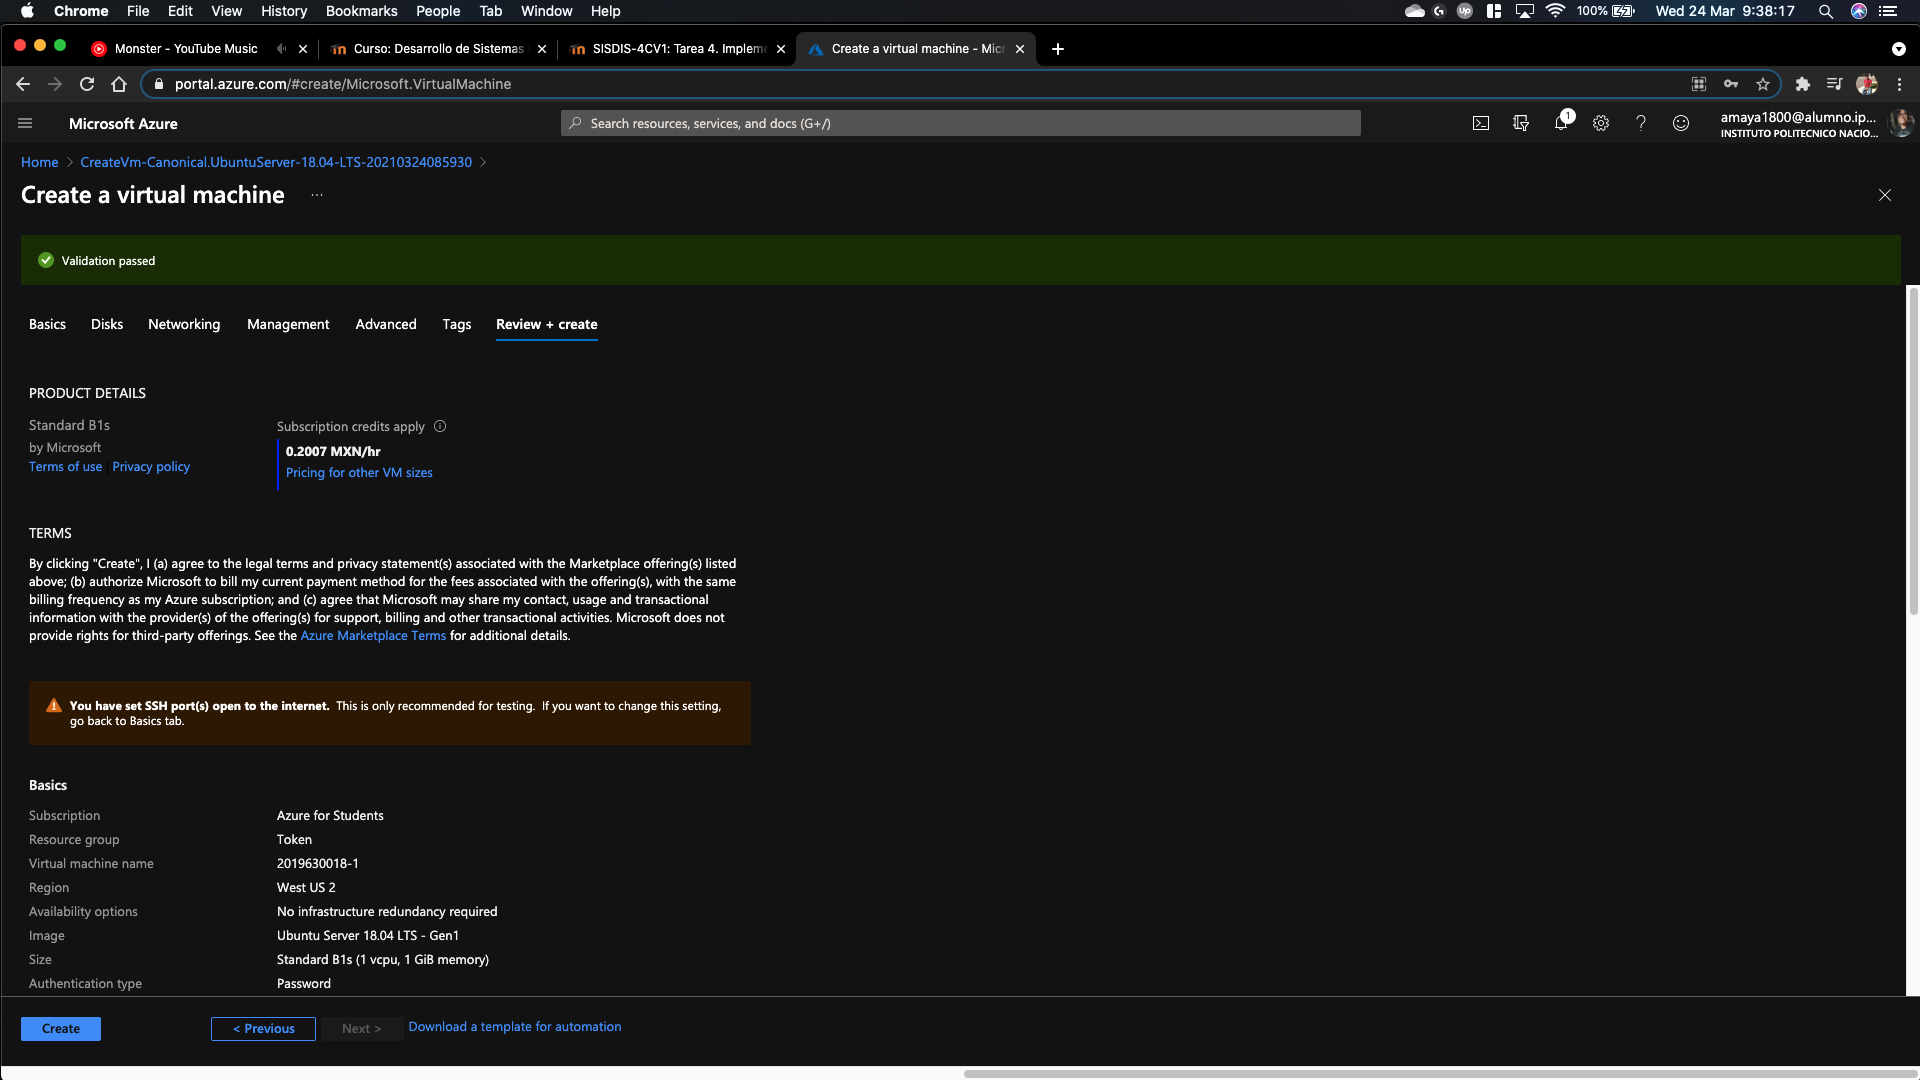 Chrome File Edit View History Bookmarks People Tab Window Help 100% Wed 24 Mar 9:38:17
Monster - YouTube Music Curso: Desarrollo de Sistemas SISDIS-4CV1: Tarea 4. Impleme Create a virtual machine - Micr
portal.azure.com/#create/Microsoft.VirtualMachine
Microsoft Azure
Search resources, services, and docs (G+/)
1
amaya1800@alumno.ip...
INSTITUTO POLITECNICO NACIO...
Home > CreateVm-Canonical.UbuntuServer-18.04-LTS-20210324085930 >
Create a virtual machine ...
Validation passed
Basics Disks Networking Management Advanced Tags Review + create
PRODUCT DETAILS
Standard B1s
by Microsoft
Terms of use | Privacy policy
Subscription credits apply
0.2007 MXN/hr
Pricing for other VM sizes
TERMS
By clicking "Create", I (a) agree to the legal terms and privacy statement(s) associated with the Marketplace offering(s) listed
above; (b) authorize Microsoft to bill my current payment method for the fees associated with the offering(s), with the same
billing frequency as my Azure subscription; and (c) agree that Microsoft may share my contact, usage and transactional
information with the provider(s) of the offering(s) for support, billing and other transactional activities. Microsoft does not
provide rights for third-party offerings. See the Azure Marketplace Terms for additional details.
You have set SSH port(s) open to the internet. This is only recommended for testing. If you want to change this setting,
go back to Basics tab.
Basics
Subscription Azure for Students
Resource group Token
Virtual machine name 2019630018-1
Region West US 2
Availability options No infrastructure redundancy required
Image Ubuntu Server 18.04 LTS - Gen1
Size Standard B1s (1 vcpu, 1 GiB memory)
Authentication type Password
Create < Previous Next > Download a template for automation